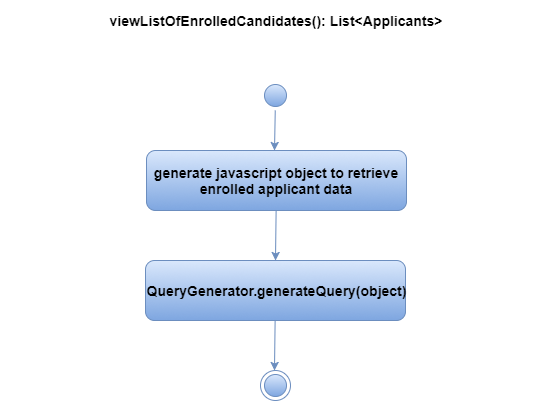 viewListOfEnrolledCandidates(): List<Applicants>
generate javascript object to retrieve
enrolled applicant data
QueryGenerator.generateQuery(object)